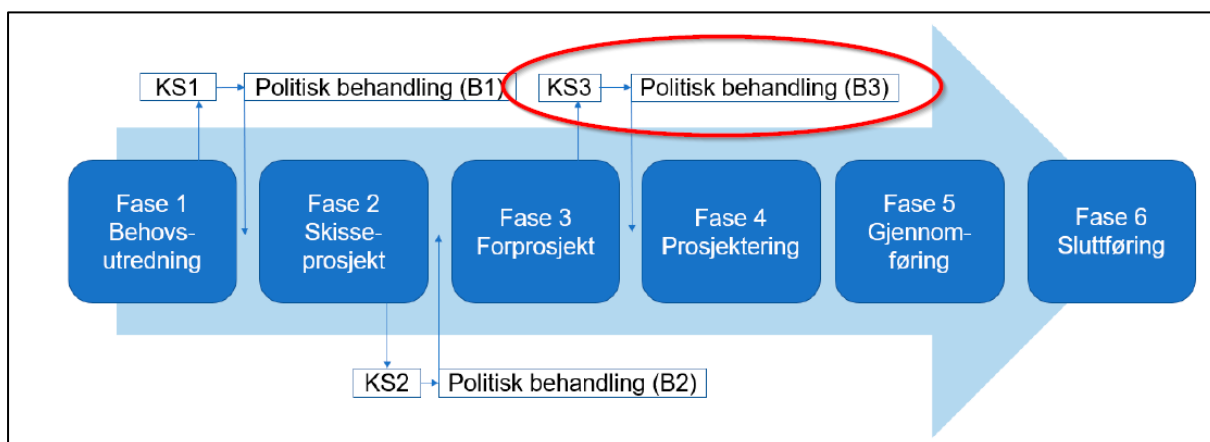 KS1
Politisk behandling (B1)
KS3
Politisk behandling (B3)
Fase 1
Behovs-
utredning
Fase 2
Skisse-
prosjekt
Fase 3
Forprosjekt
Fase 4
Prosjektering
Fase 5
Gjennom-
føring
Fase 6
Sluttføring
KS2
Politisk behandling (B2)